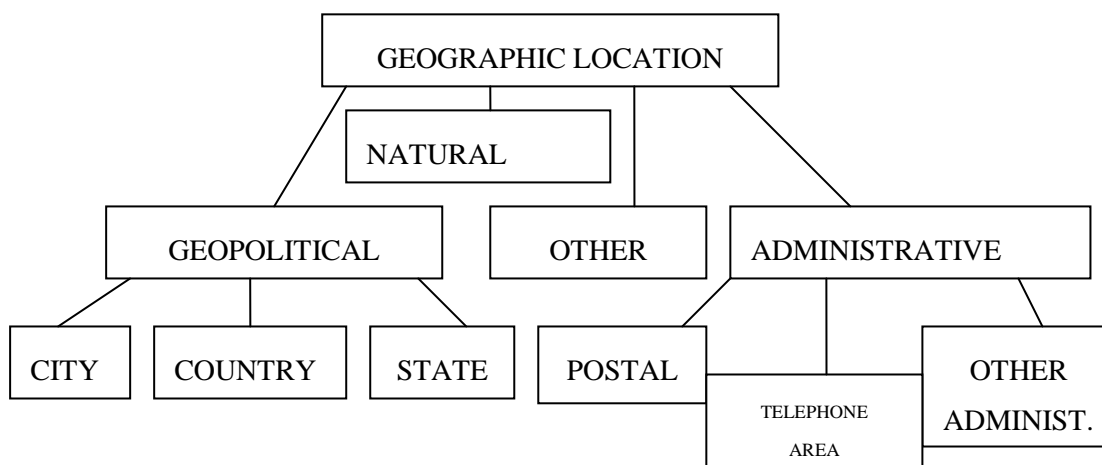 GEOGRAPHIC LOCATION
NATURAL
GEOPOLITICAL
OTHER
ADMINISTRATIVE
CITY
COUNTRY
STATE
POSTAL
TELEPHONE
AREA
OTHER
ADMINIST.